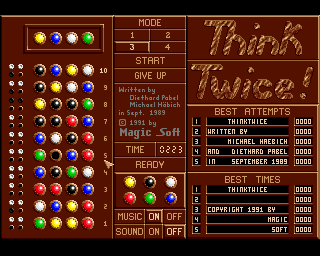 MODE
1 2
3 4
START
GIVE UP
Written by
Diethard Pabel
Michael Habich
in Sept. 1989
© 1991 by
Magic Soft
TIME 0:223
READY
MUSIC ON OFF
SOUND ON OFF
10
9
8
7
6
5
4
3
2
1
Think
Twice!
BEST ATTEMPTS
1 THINKTWICE 0000
2 WRITTEN BY 0000
3 MICHAEL HABICH 0000
4 AND DIETHARD PABEL 0000
5 IN SEPTEMBER 1989 0000
BEST TIMES
1 THINKTWICE 0000
2 0000
3 COPYRIGHT 1991 BY 0000
4 MAGIC 0000
5 SOFT 0000